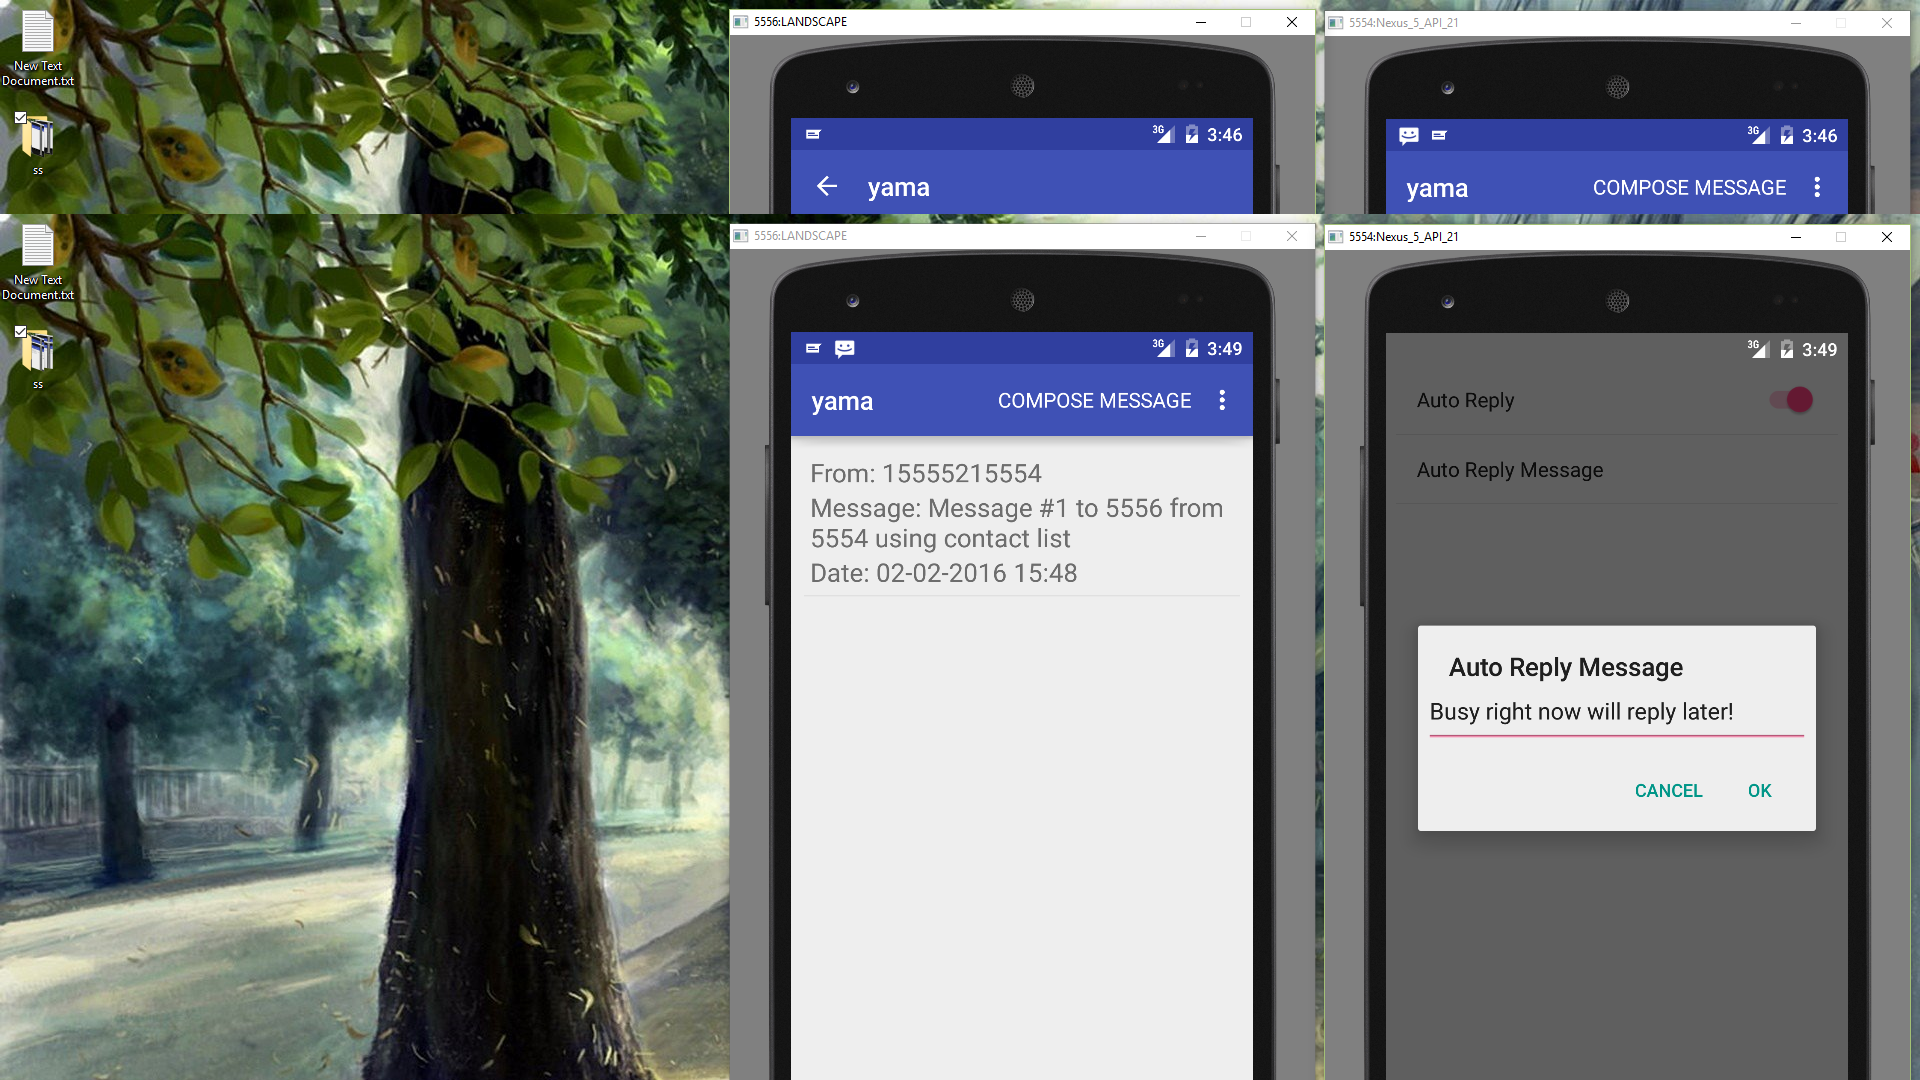 New Text
Document.txt
ss
5556:LANDSCAPE
3G 3:46
yama
5554:Nexus_5_API_21
3G 3:46
yama COMPOSE MESSAGE
New Text
Document.txt
ss
5556:LANDSCAPE
3G 3:49
yama COMPOSE MESSAGE
From: 15555215554
Message: Message #1 to 5556 from
5554 using contact list
Date: 02-02-2016 15:48
5554:Nexus_5_API_21
3G 3:49
Auto Reply
Auto Reply Message
Auto Reply Message
Busy right now will reply later!
CANCEL OK